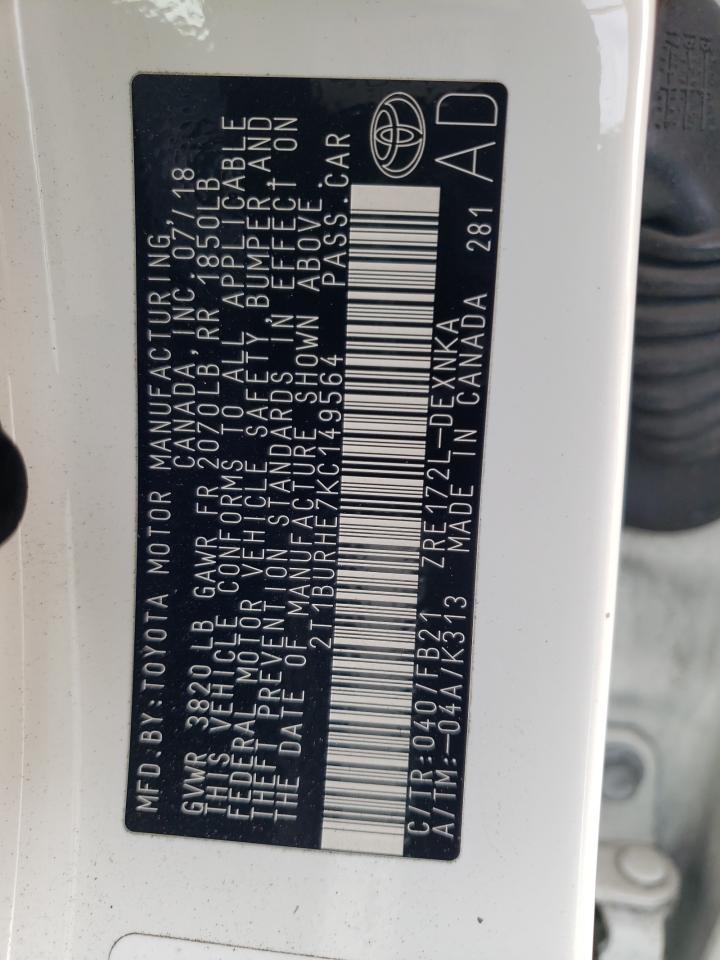 MFD.BY:TOYOTA MOTOR MANUFACTURING,
CANADA, INC. 07/18
GVWR 3820 LB GAWR FR 2070LB, RR 1850LB
THIS VEHICLE CONFORMS TO ALL APPLICABLE
FEDERAL MOTOR VEHICLE SAFETY, BUMPER, AND
THEFT PREVENTION STANDARDS IN EFFECT ON
THE DATE OF MANUFACTURE SHOWN ABOVE.
2T1BURHE7KC149564 PASS.CAR
C/TR:040/FB21 ZRE172L-DEXNKA
A/TM:-04A/K313 MADE IN CANADA 281
AD